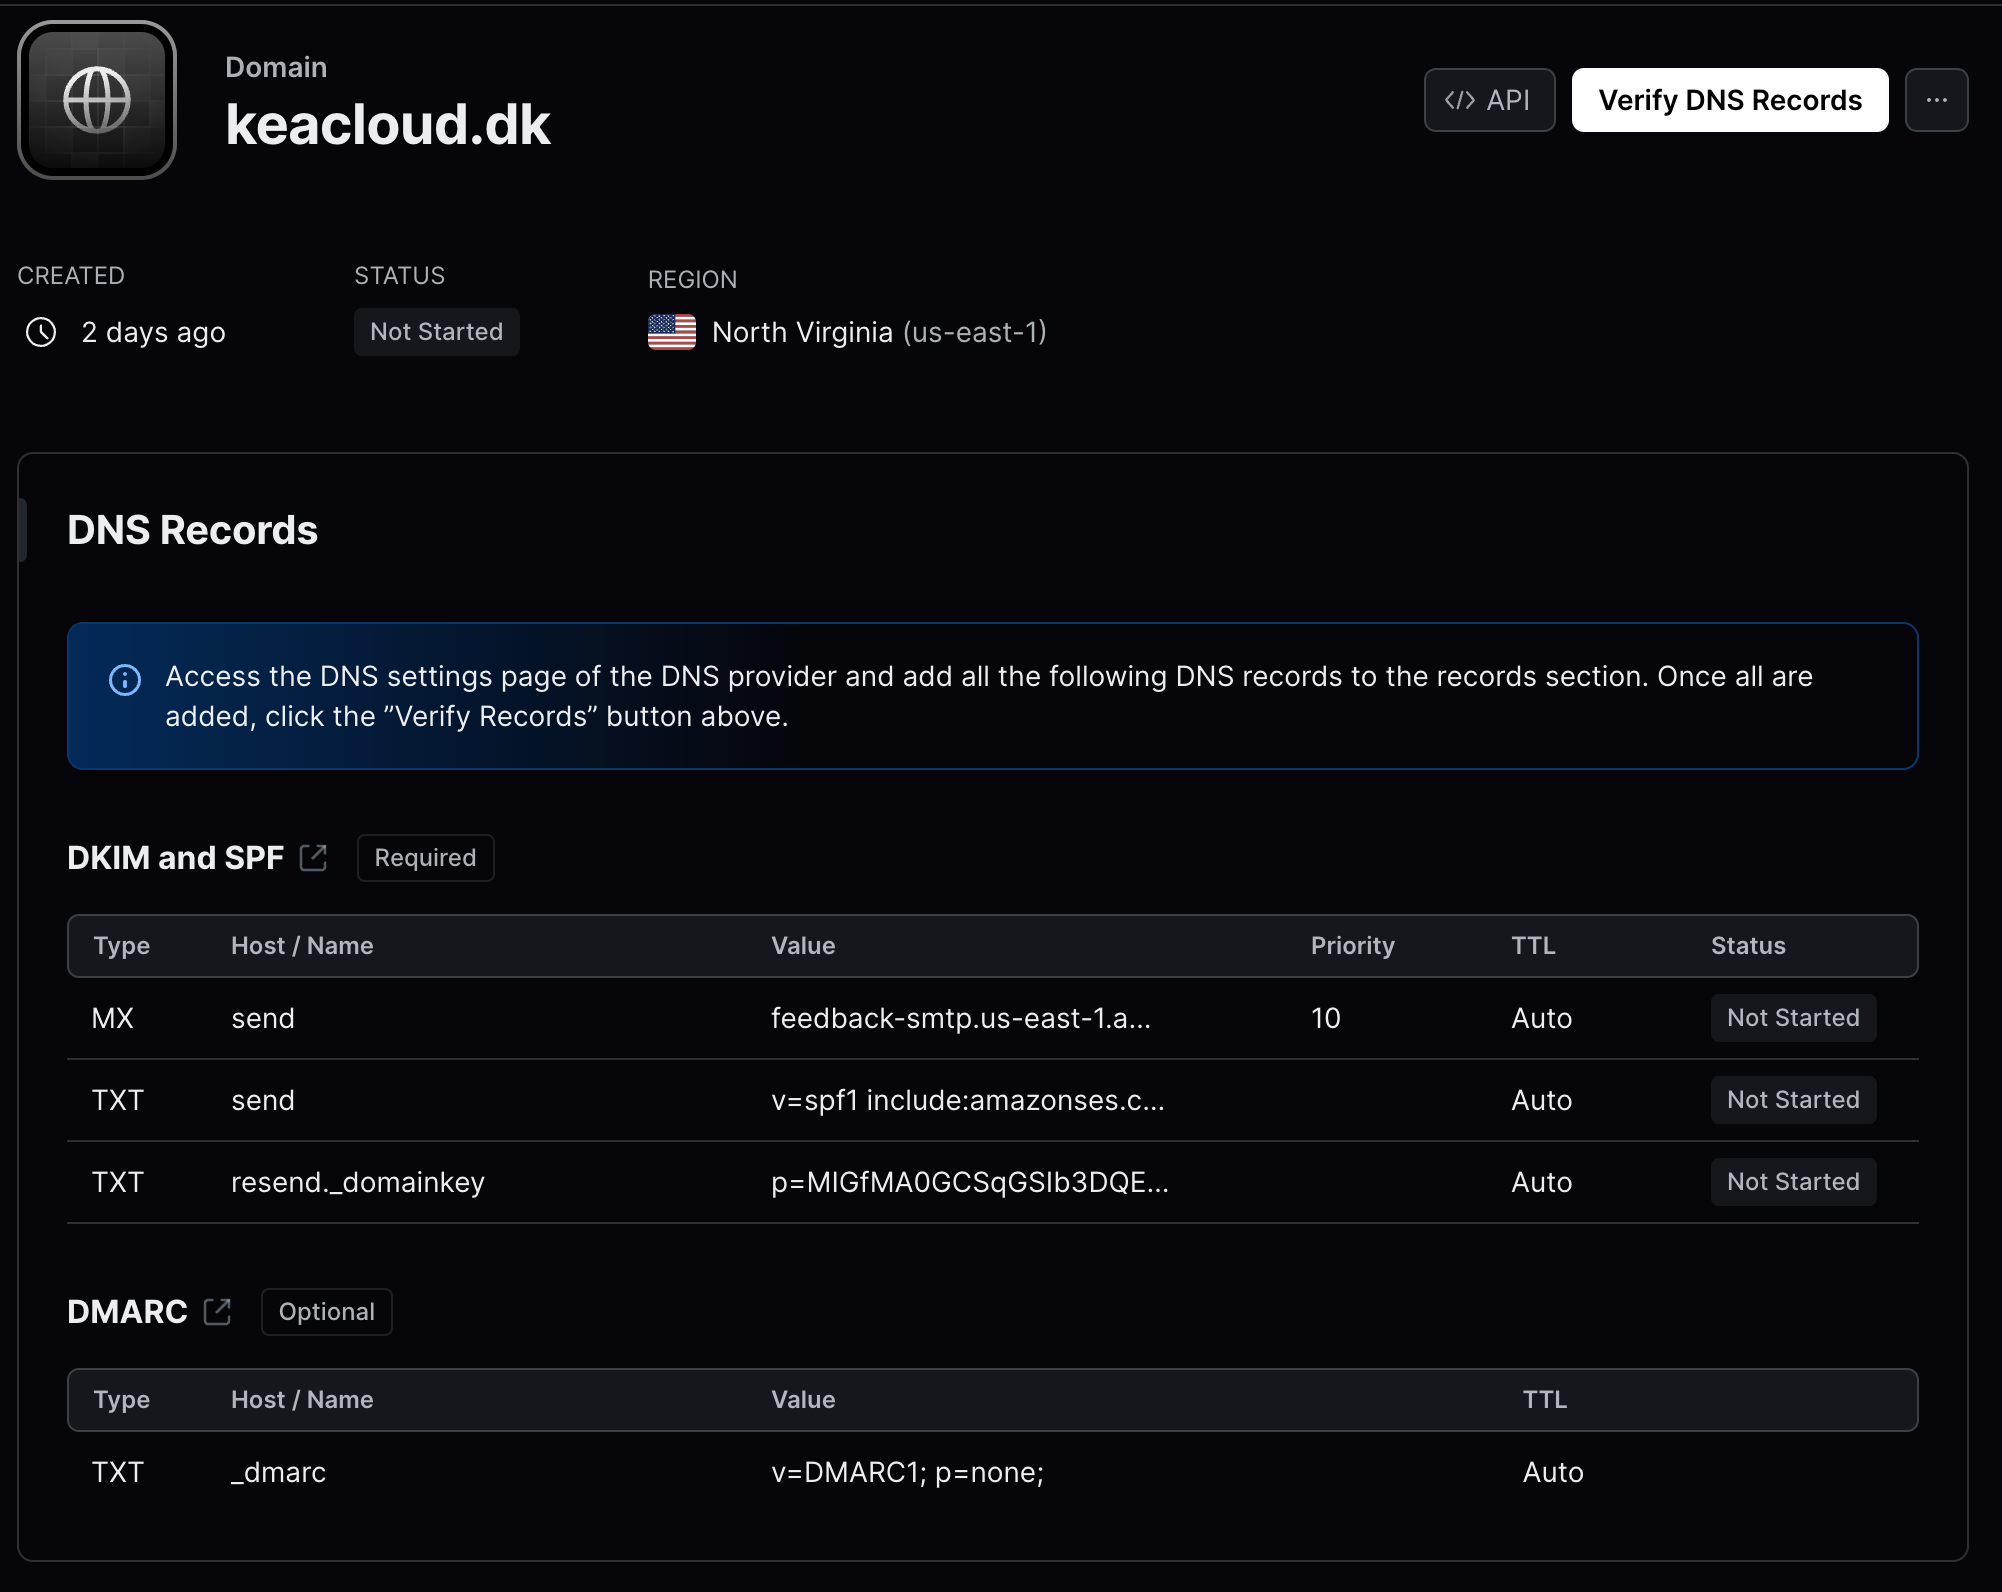 Domain
keacloud.dk
</> API
Verify DNS Records
...
CREATED
STATUS
REGION
2 days ago
Not Started
North Virginia (us-east-1)
DNS Records
Access the DNS settings page of the DNS provider and add all the following DNS records to the records section. Once all are
added, click the ”Verify Records” button above.
DKIM and SPF
Required
Type Host / Name Value Priority TTL Status
MX send feedback-smtp.us-east-1.a... 10 Auto Not Started
TXT send v=spf1 include:amazonses.c... Auto Not Started
TXT resend._domainkey p=MIGfMA0GCSqGSIb3DQE... Auto Not Started
DMARC
Optional
Type Host / Name Value TTL
TXT _dmarc v=DMARC1; p=none; Auto